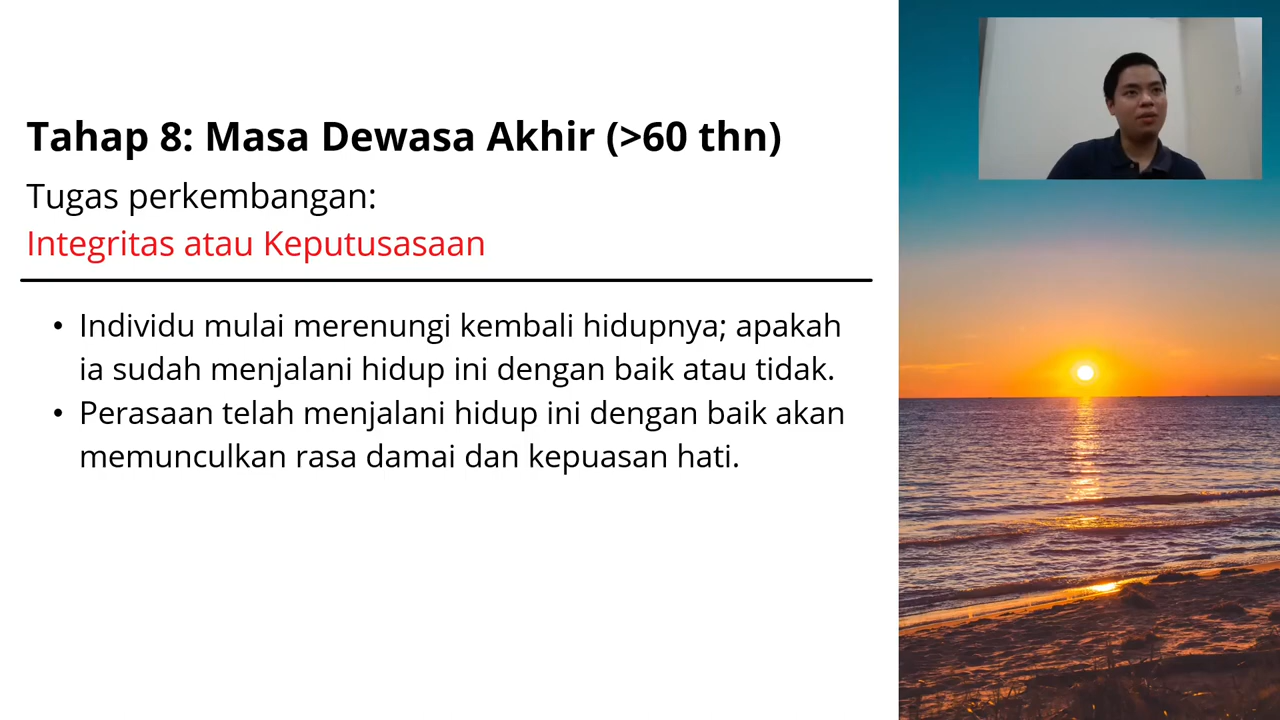 Tahap 8: Masa Dewasa Akhir (>60 thn)
Tugas perkembangan:
Integritas atau Keputusasaan
• Individu mulai merenungi kembali hidupnya; apakah
ia sudah menjalani hidup ini dengan baik atau tidak.
• Perasaan telah menjalani hidup ini dengan baik akan
memunculkan rasa damai dan kepuasan hati.